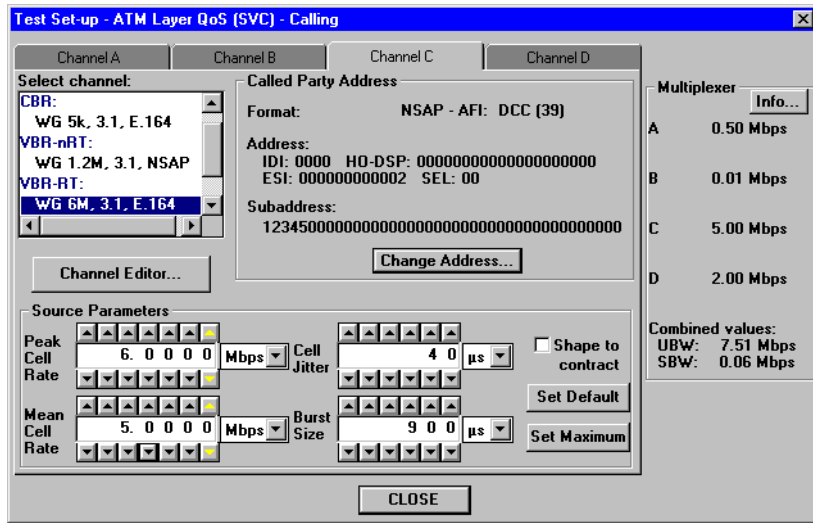 Test Set-up - ATM Layer QoS (SVC) - Calling
Channel A
Channel B
Channel C
Channel D
Select channel:
CBR:
WG 5k, 3.1, E.164
VBR-nRT:
WG 1.2M, 3.1, NSAP
VBR-RT:
WG 6M, 3.1, E.164
Channel Editor...
Called Party Address
Format: NSAP - AFI: DCC (39)
Address:
IDI: 0000 HO-DSP: 00000000000000000000
ESI: 000000000002 SEL: 00
Subaddress:
1234500000000000000000000000000000000000
Change Address...
Source Parameters
Peak Cell Rate
6. 0 0 0 0
Mbps
Cell Jitter
4 0
µs
Shape to contract
Mean Cell Rate
5. 0 0 0 0
Mbps
Burst Size
9 0 0
µs
Set Default
Set Maximum
Multiplexer
Info...
A 0.50 Mbps
B 0.01 Mbps
C 5.00 Mbps
D 2.00 Mbps
Combined values:
UBW: 7.51 Mbps
SBW: 0.06 Mbps
CLOSE